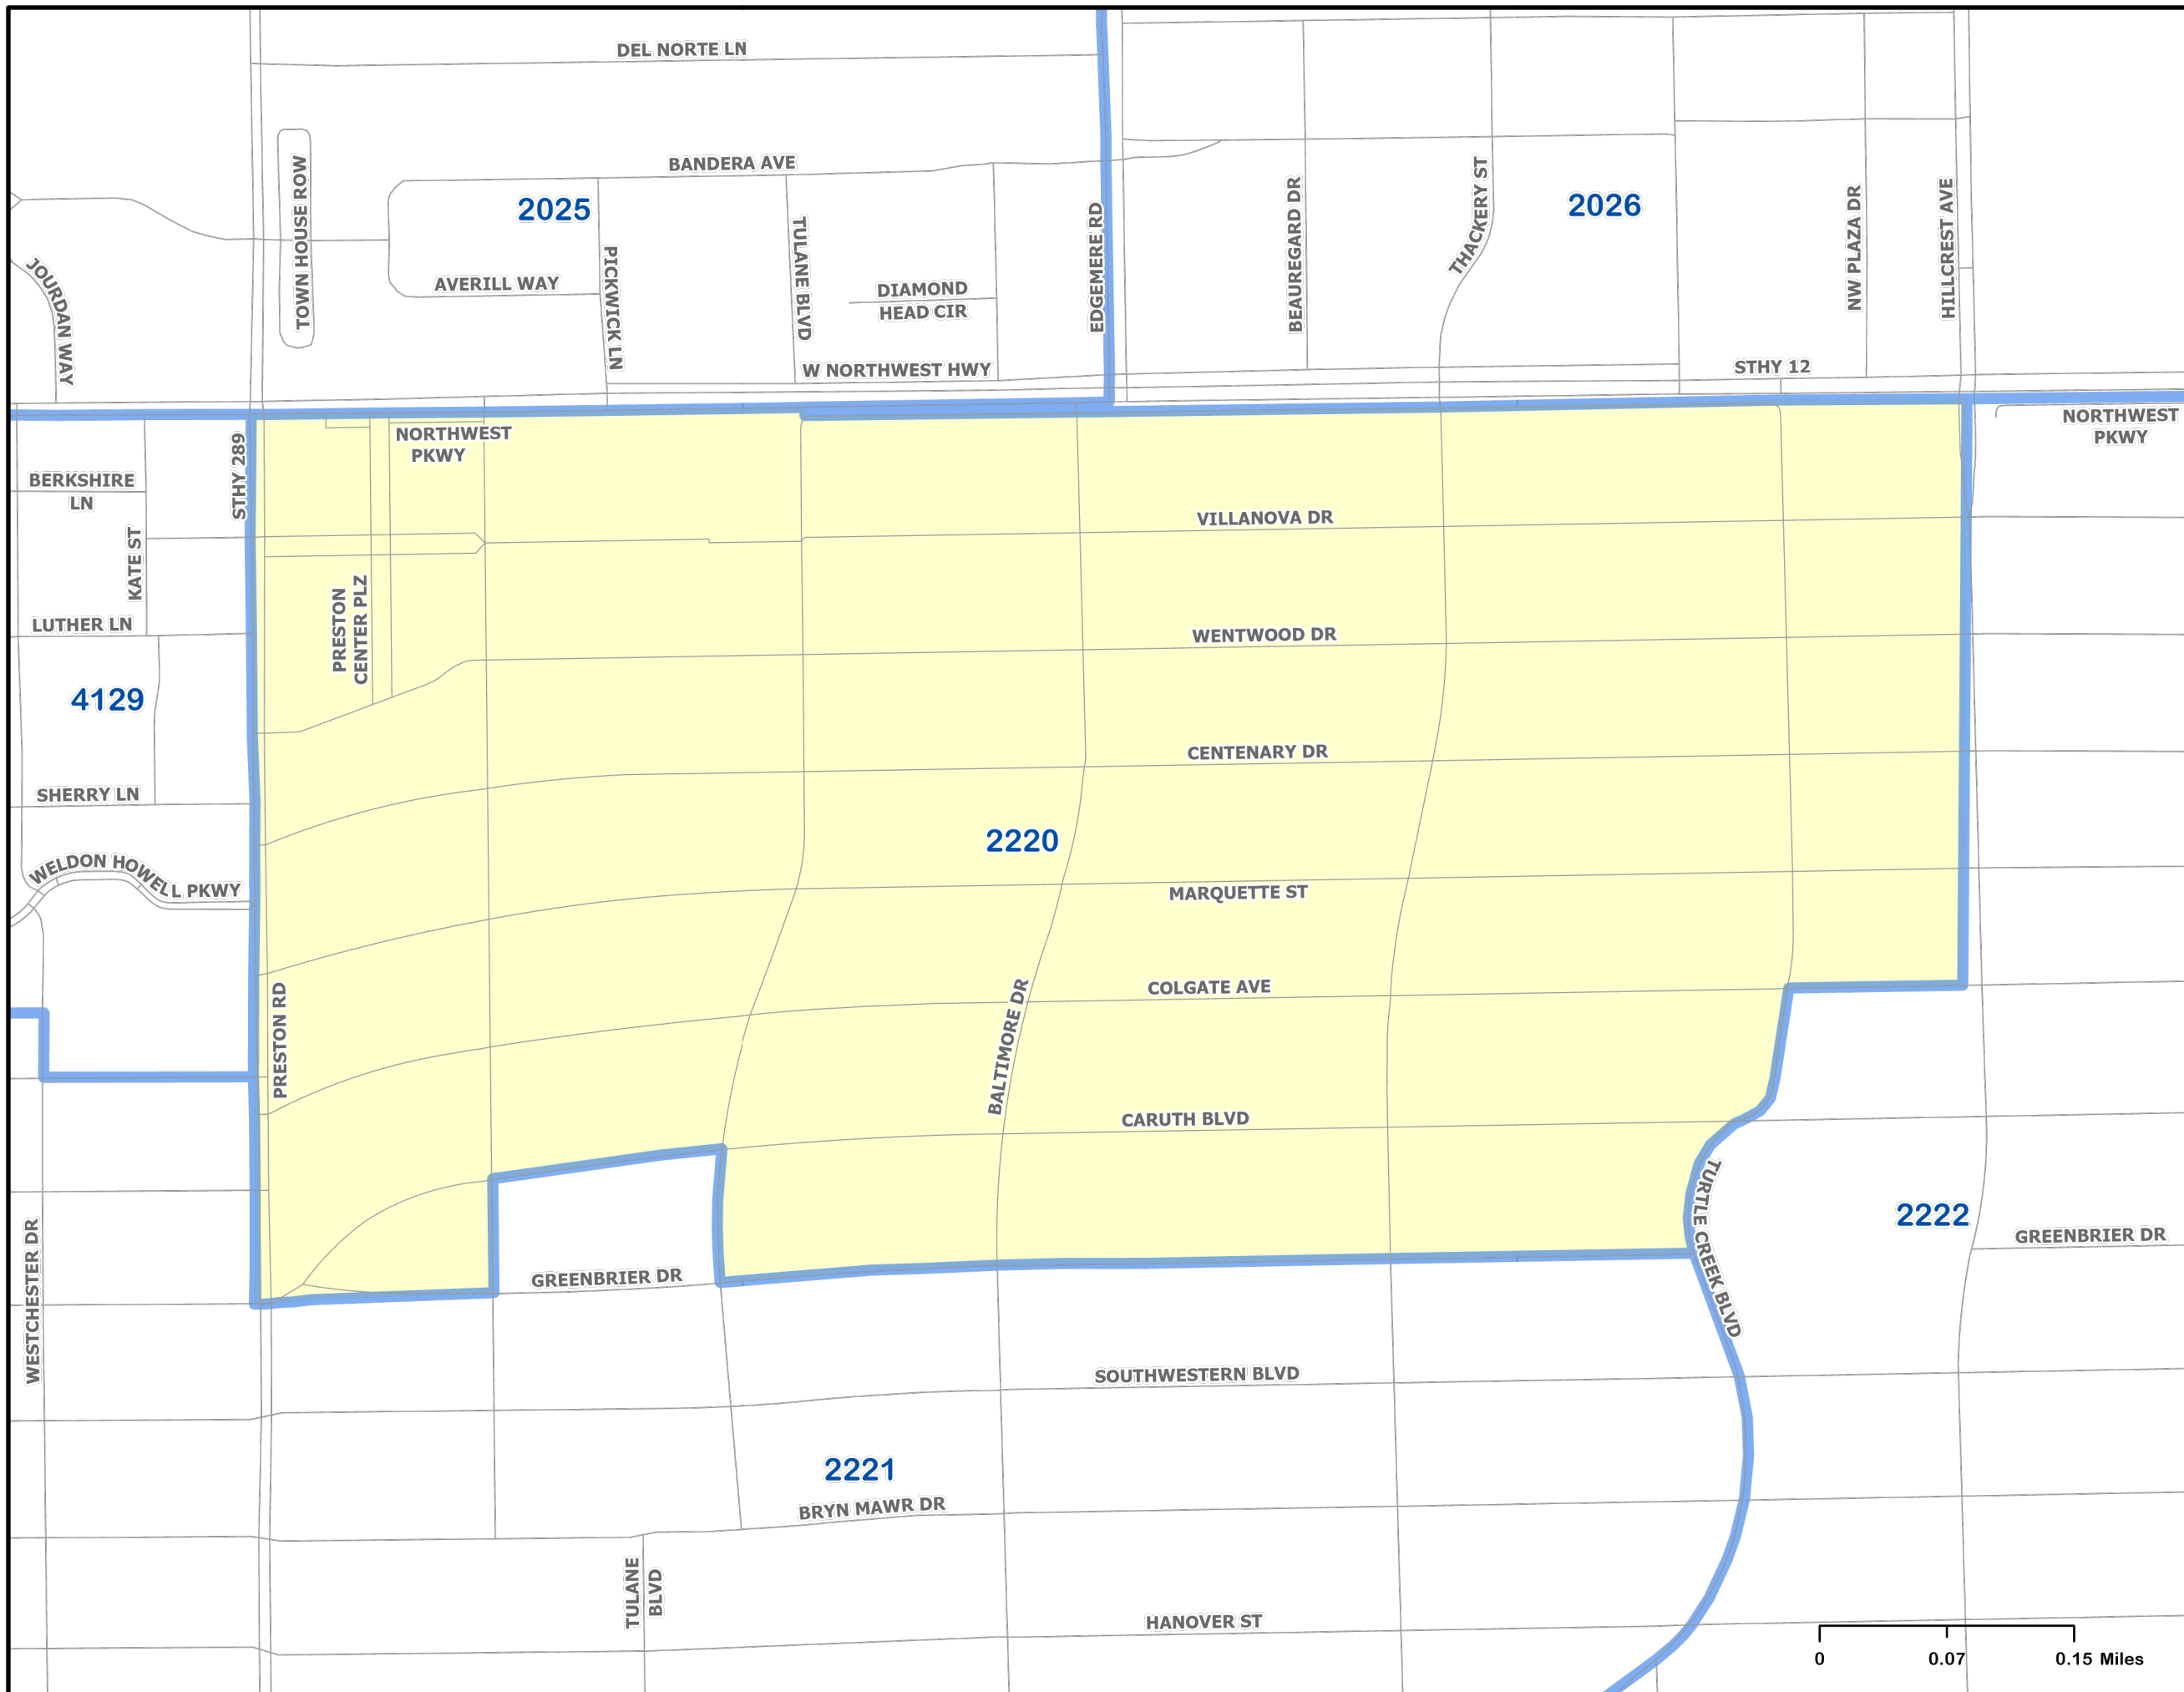 DEL NORTE LN
BANDERA AVE
TOWN HOUSE ROW
2025
2026
THACKERY ST
BEAUREGARD DR
NW PLAZA DR
HILLCREST AVE
EDGEMERE RD
JOURDAN WAY
AVERILL WAY
PICKWICK LN
TULANE BLVD
DIAMOND
HEAD CIR
W NORTHWEST HWY
STHY 12
NORTHWEST
PKWY
NORTHWEST
PKWY
STHY 289
BERKSHIRE
LN
KATE ST
VILLANOVA DR
LUTHER LN
PRESTON
CENTER PLZ
WENTWOOD DR
4129
CENTENARY DR
SHERRY LN
2220
WELDON HOWELL PKWY
MARQUETTE ST
PRESTON RD
COLGATE AVE
BALTIMORE DR
CARUTH BLVD
TURTLE CREEK BLVD
2222
WESTCHESTER DR
GREENBRIER DR
GREENBRIER DR
SOUTHWESTERN BLVD
2221
BRYN MAWR DR
TULANE
BLVD
HANOVER ST
0 0.07 0.15 Miles